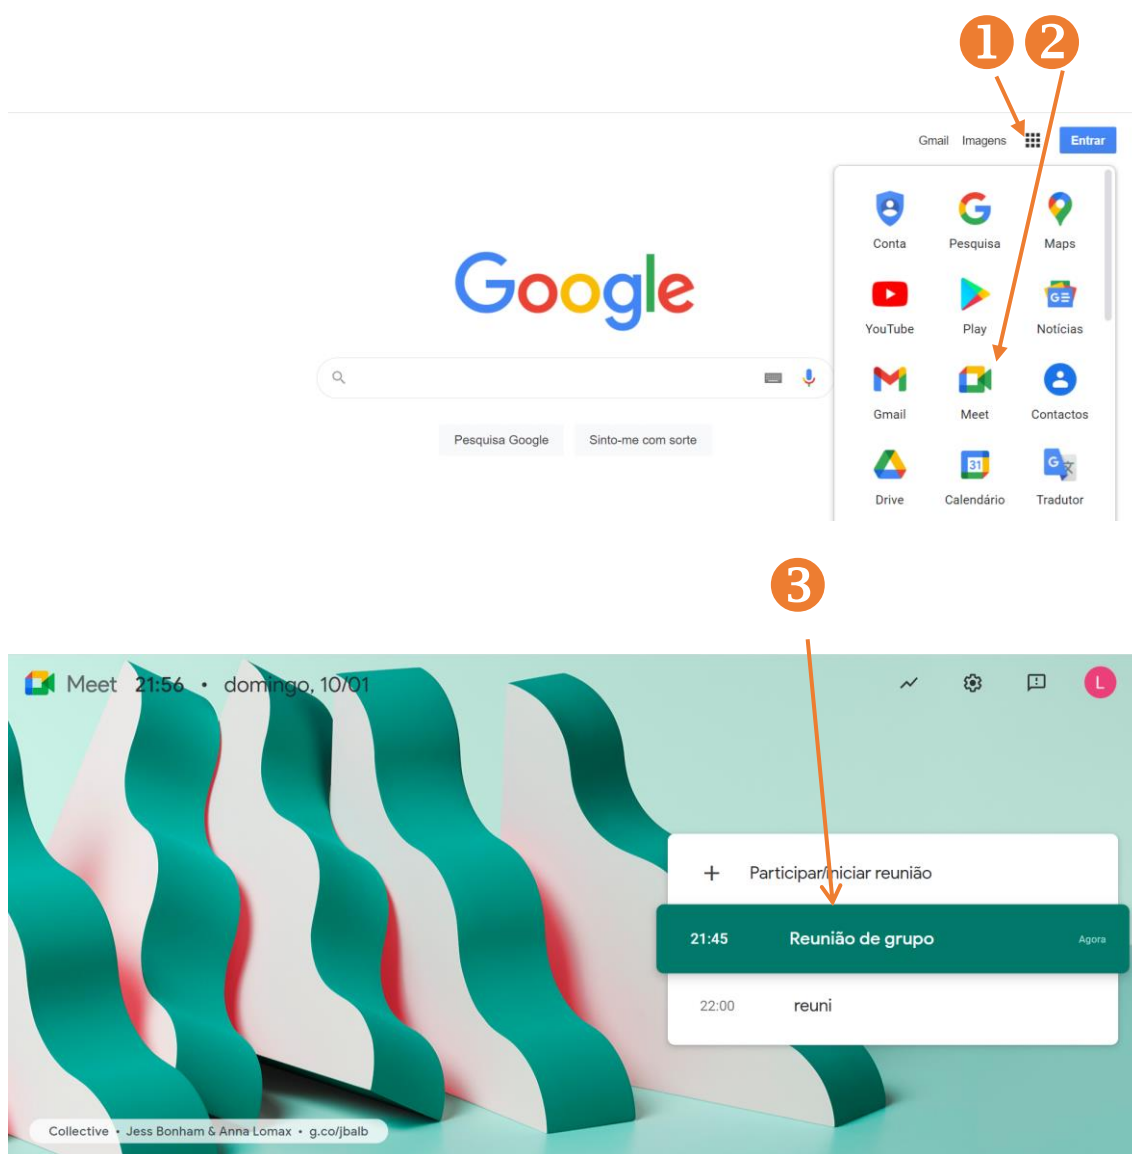 1 2
Gmail Imagens Entrar
Conta Pesquisa Maps
Google
YouTube Play Notícias
Gmail Meet Contactos
Pesquisa Google Sinto-me com sorte
31
Drive Calendário Tradutor
3
Meet 21:56 • domingo, 10/01 L
+ Participar/iniciar reunião
21:45 Reunião de grupo Agora
22:00 reuni
Collective • Jess Bonham & Anna Lomax • g.co/jbalb